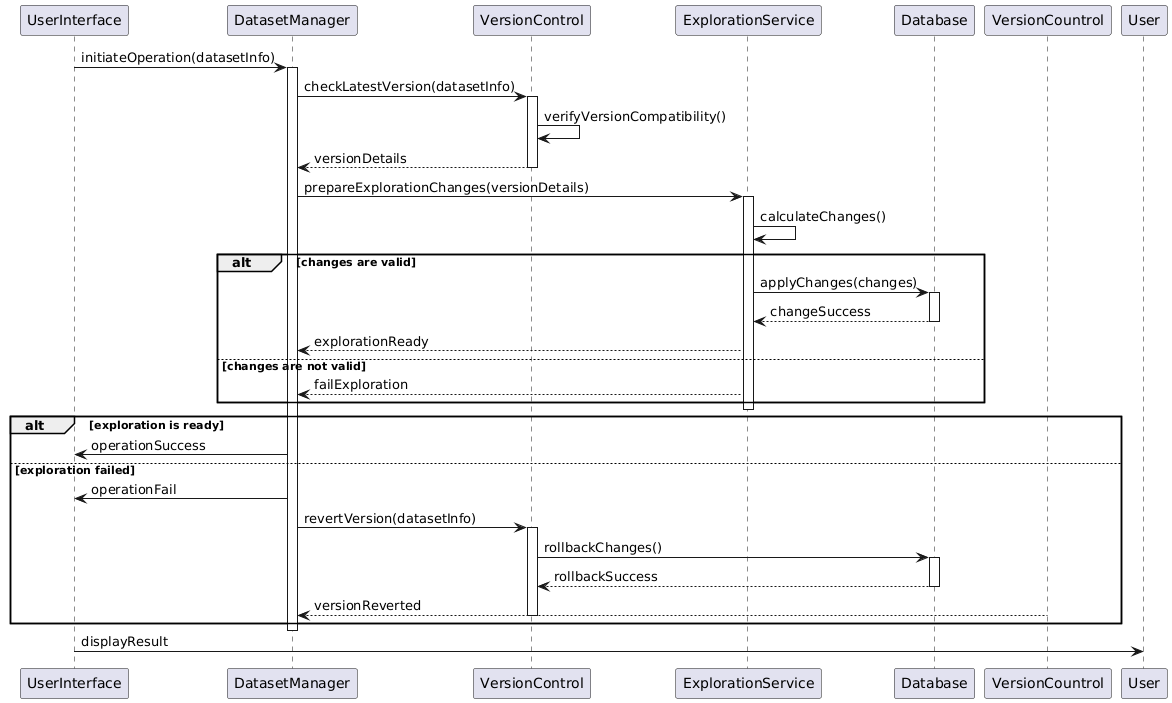 UserInterface DatasetManager VersionControl ExplorationService Database VersionCountrol User
initiateOperation(datasetInfo)
checkLatestVersion(datasetInfo)
verifyVersionCompatibility()
versionDetails
prepareExplorationChanges(versionDetails)
calculateChanges()
alt [changes are valid]
applyChanges(changes)
changeSuccess
explorationReady
[changes are not valid]
failExploration
alt [exploration is ready]
operationSuccess
[exploration failed]
operationFail
revertVersion(datasetInfo)
rollbackChanges()
rollbackSuccess
versionReverted
displayResult
UserInterface DatasetManager VersionControl ExplorationService Database VersionCountrol User